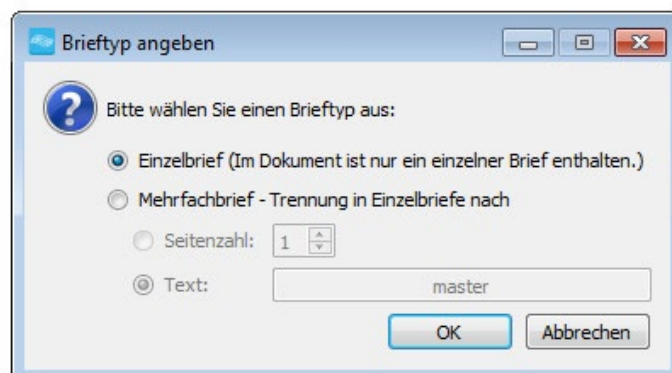 Brieftyp angeben
Bitte wählen Sie einen Brieftyp aus:
Einzelbrief (Im Dokument ist nur ein einzelner Brief enthalten.)
Mehrfachbrief - Trennung in Einzelbriefe nach
Seitenzahl: 1
Text: master
OK Abbrechen